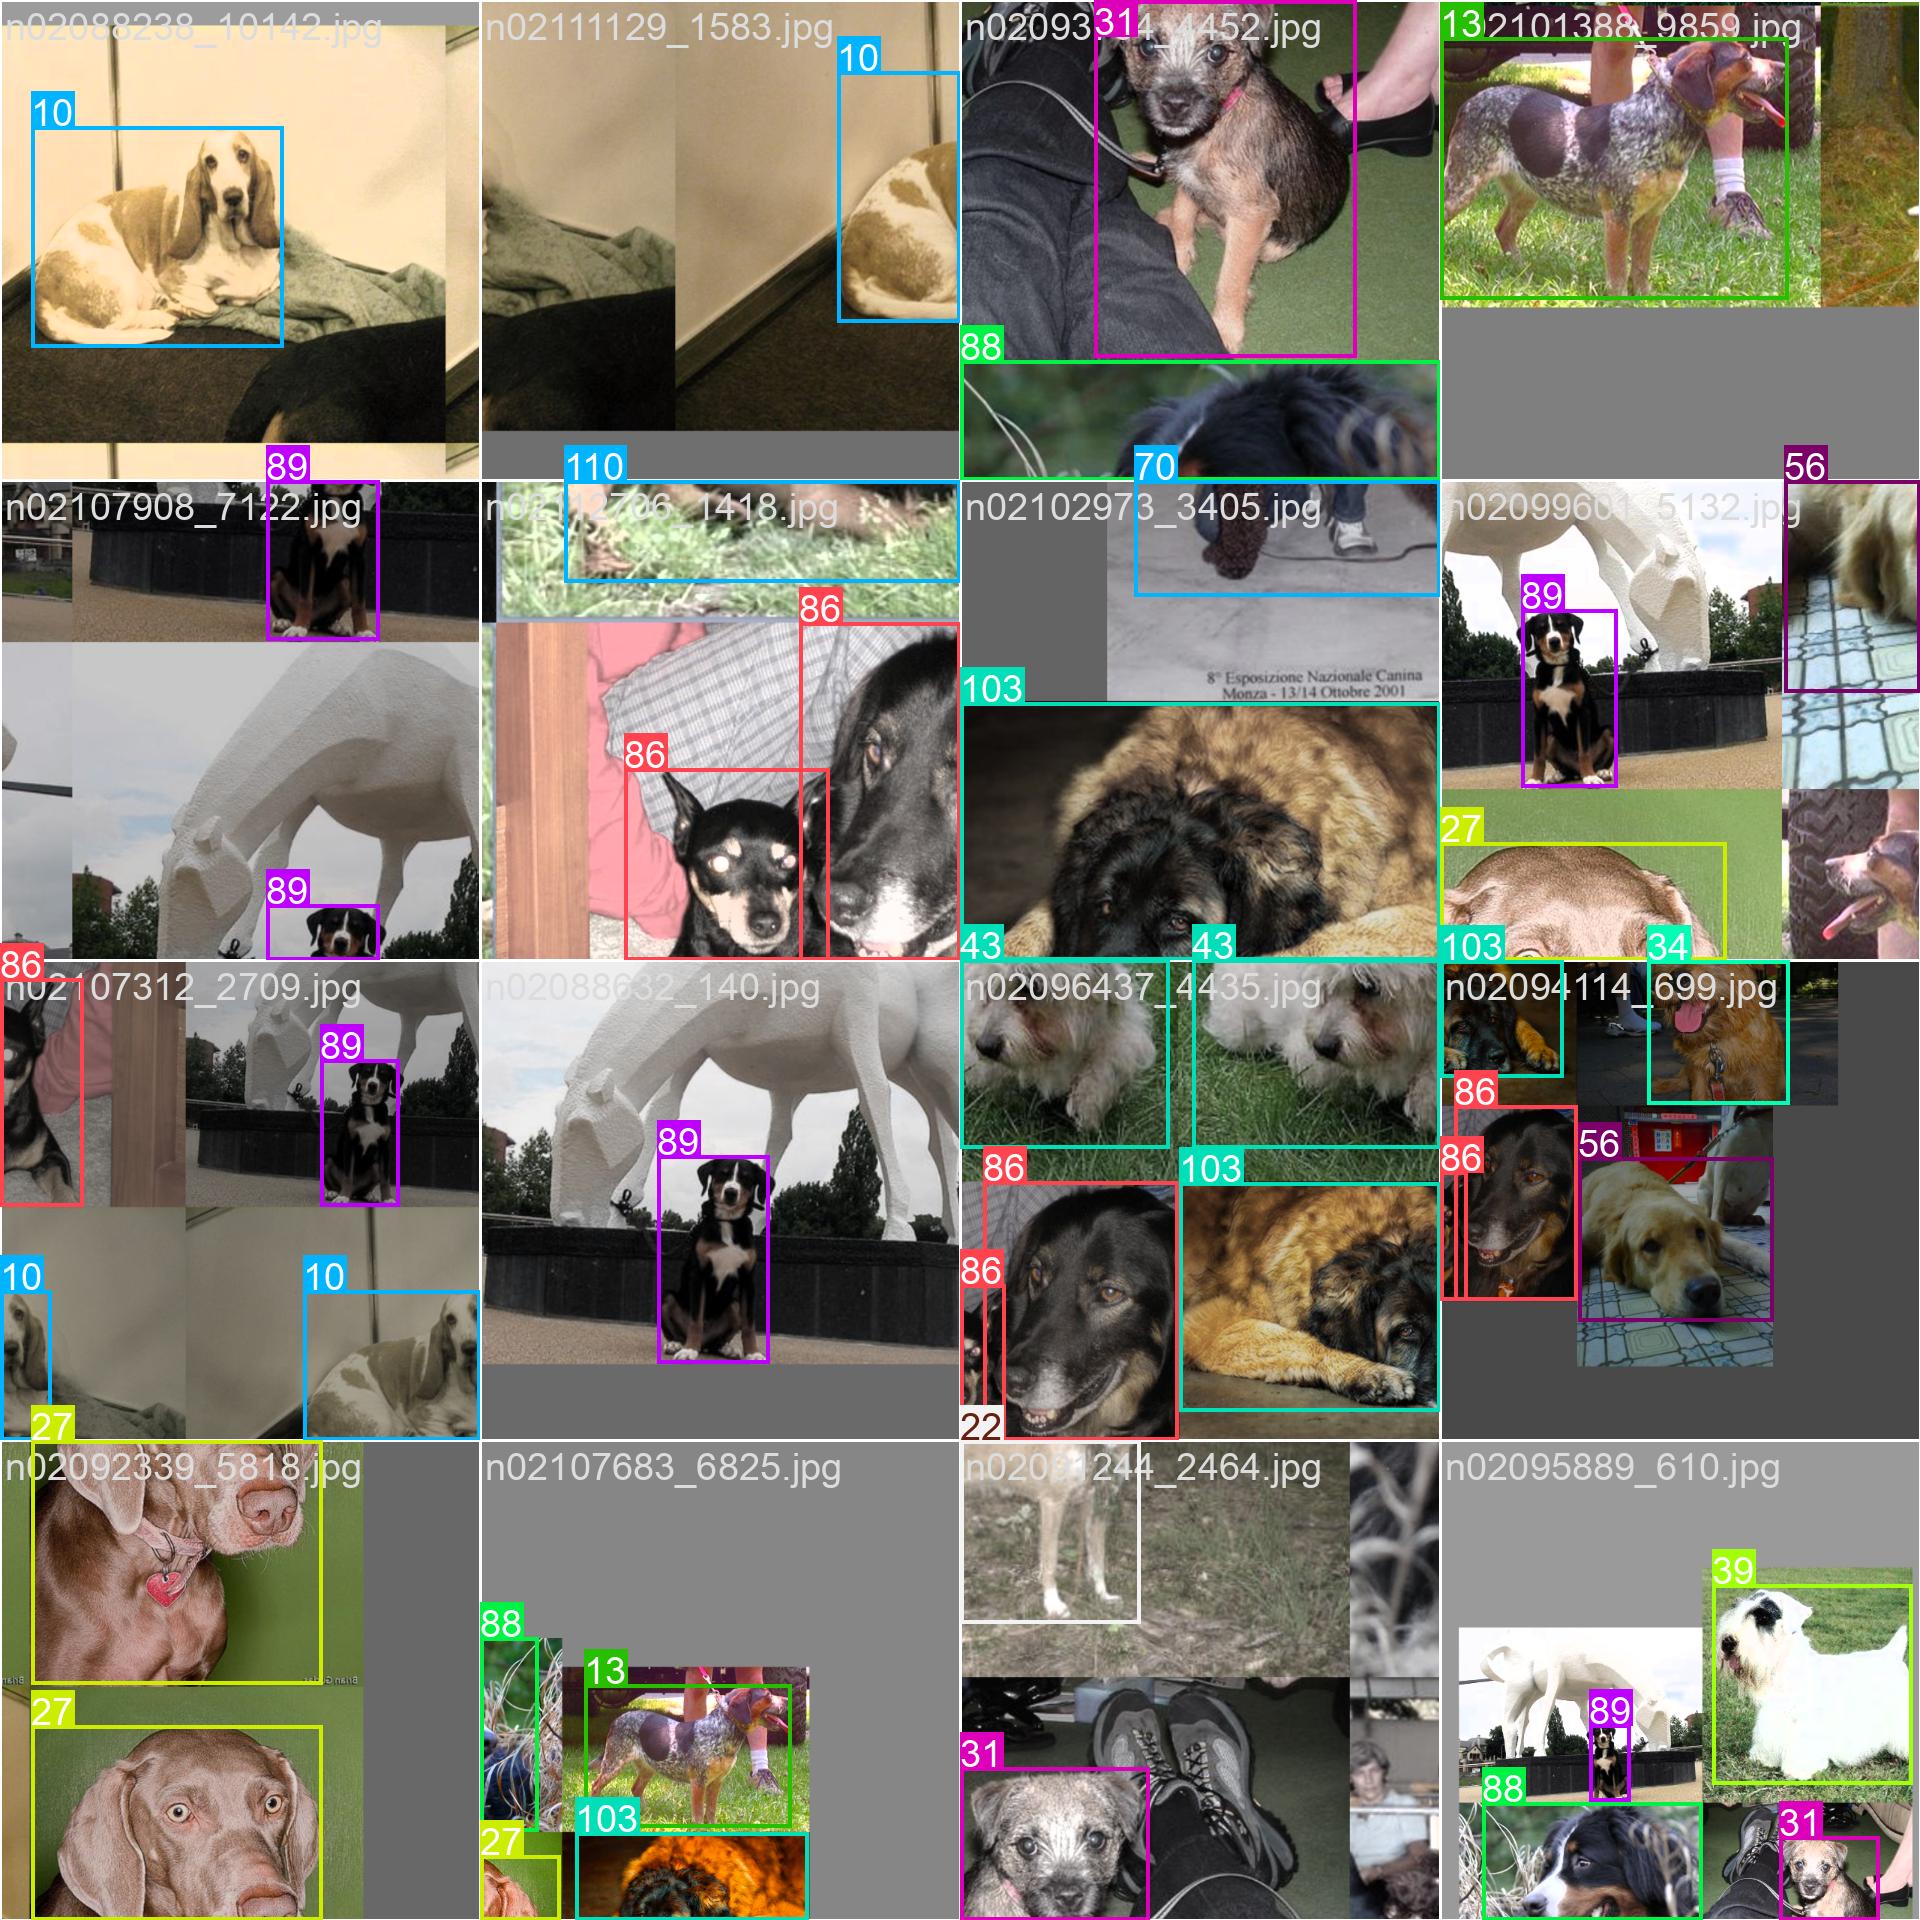 n02088238_10142.jpg
10
n02111129_1583.jpg
10
n02093 4_4452.jpg
31
88
2101388_9859.jpg
13
n02107908_7122.jpg
89
89
n02112706_1418.jpg
110
86
86
n02102973_3405.jpg
70
8° Esposizione Nazionale Canina
Monza - 13/14 Ottobre 2001
103
n02099601_5132.jpg
56
89
27
n02107312_2709.jpg
86
89
10
10
n02088632_140.jpg
89
n02096437_4435.jpg
43
43
86
103
86
n02094114_699.jpg
103
34
86
86
56
n02092339_5818.jpg
27
27
n02107683_6825.jpg
88
13
103
27
n02091244_2464.jpg
22
31
n02095889_610.jpg
39
89
88
31